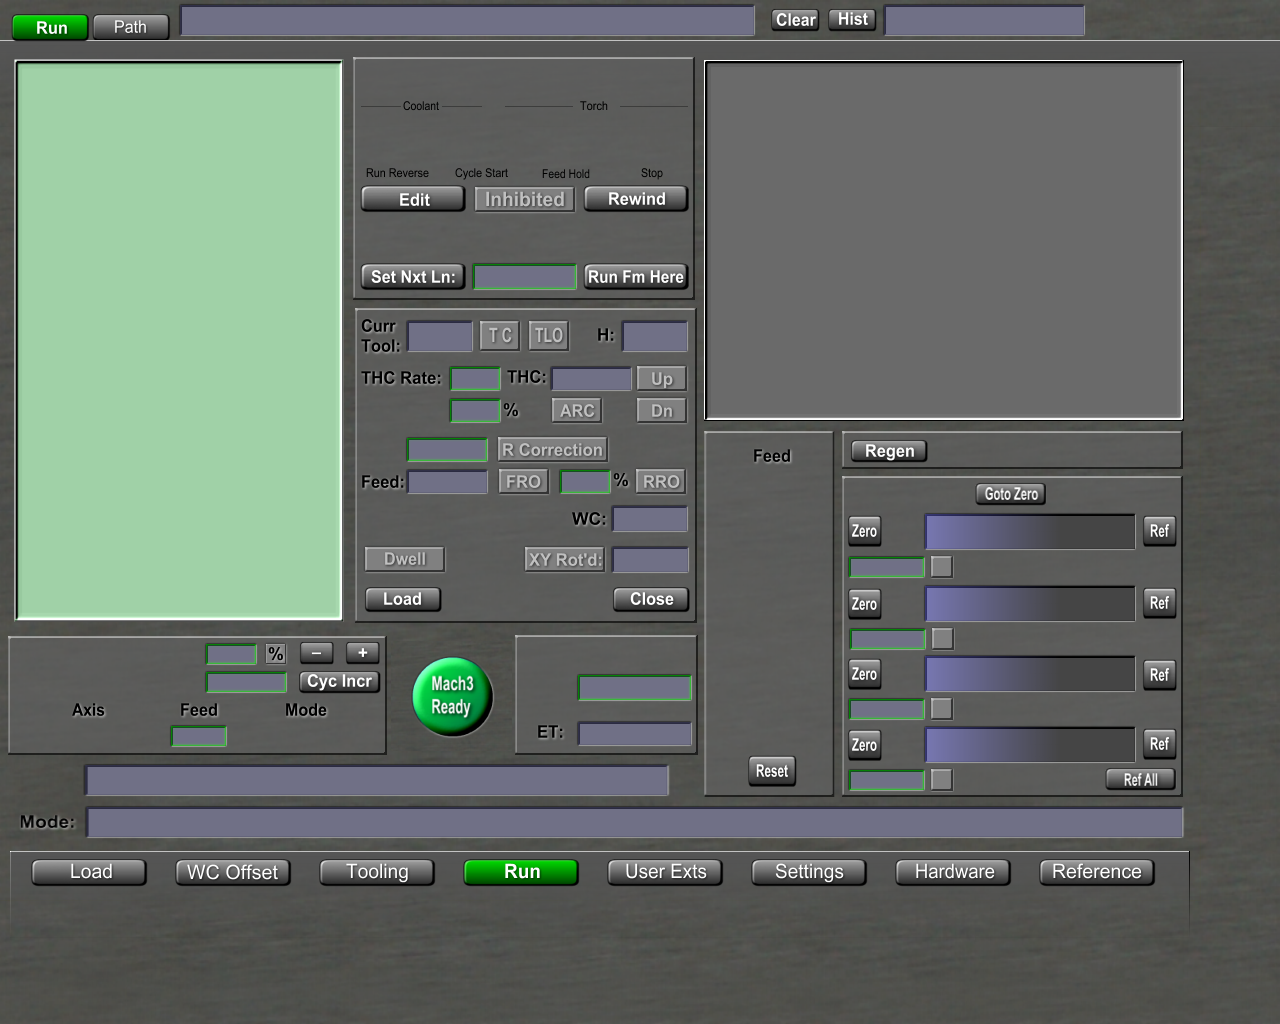 Run Path Clear Hist
Coolant Torch
Run Reverse Cycle Start Feed Hold Stop
Edit Inhibited Rewind
Set Nxt Ln: Run Fm Here
Curr
Tool: T C TLO H:
THC Rate: THC: Up
% ARC Dn
R Correction
Feed: FRO % RRO
WC:
Dwell XY Rot'd:
Load Close
Feed
Reset
Regen
Goto Zero
Zero Ref
Zero Ref
Zero Ref
Zero Ref
Ref All
% – +
Cyc Incr
Axis Feed Mode
Mach3
Ready
ET:
Mode:
Load WC Offset Tooling Run User Exts Settings Hardware Reference